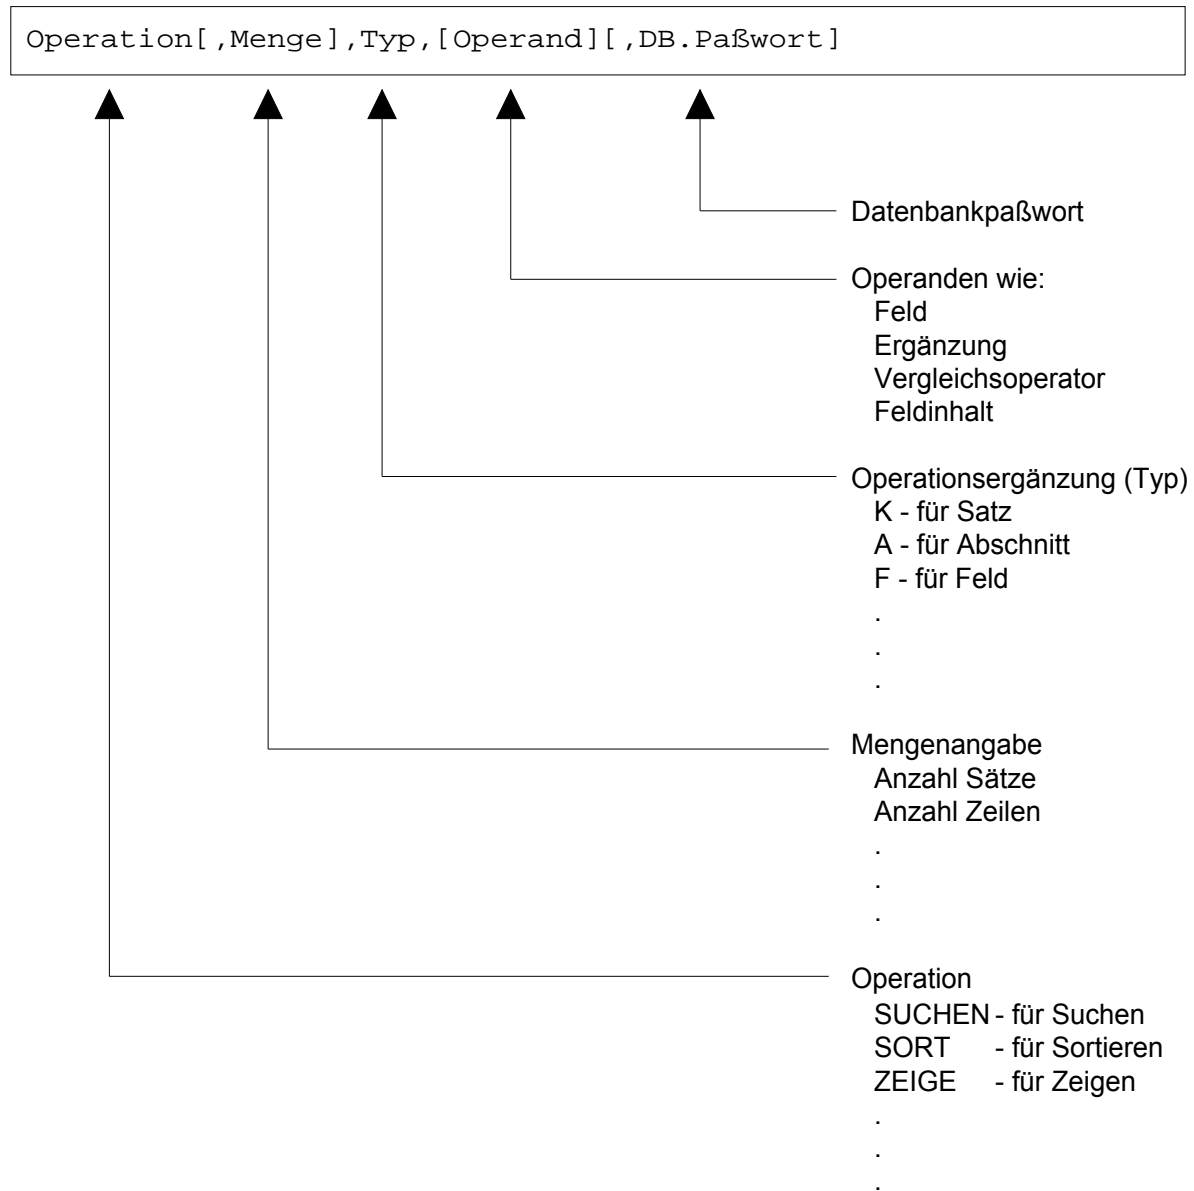 Operation[,Menge],Typ,[Operand][,DB.Paßwort]
Datenbankpaßwort
Operanden wie:
Feld
Ergänzung
Vergleichsoperator
Feldinhalt
Operationsergänzung (Typ)
K - für Satz
A - für Abschnitt
F - für Feld
.
.
.
Mengenangabe
Anzahl Sätze
Anzahl Zeilen
.
.
.
Operation
SUCHEN - für Suchen
SORT - für Sortieren
ZEIGE - für Zeigen
.
.
.